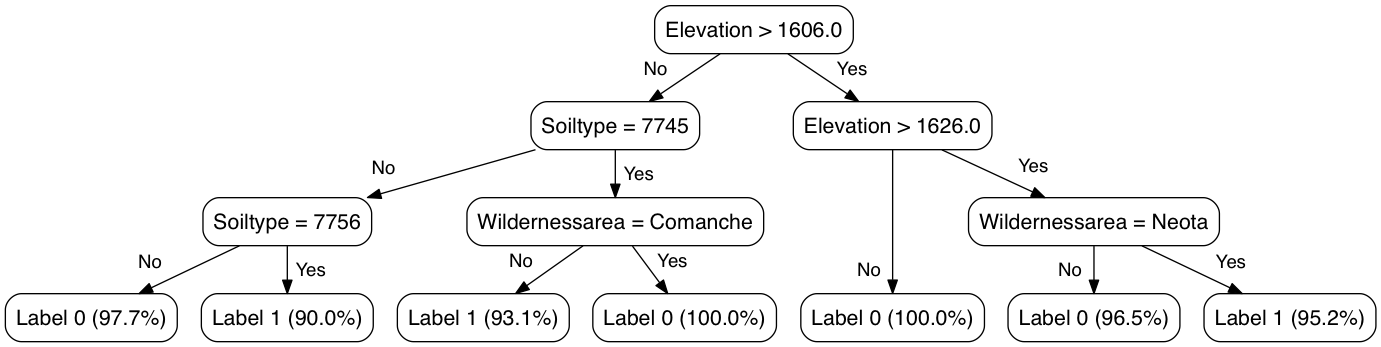 Elevation > 1606.0
No
Yes
Soiltype = 7745
Elevation > 1626.0
No
Yes
Yes
Soiltype = 7756
Wildernessarea = Comanche
Wildernessarea = Neota
No
Yes
No
Yes
No
No
Yes
Label 0 (97.7%)
Label 1 (90.0%)
Label 1 (93.1%)
Label 0 (100.0%)
Label 0 (100.0%)
Label 0 (96.5%)
Label 1 (95.2%)